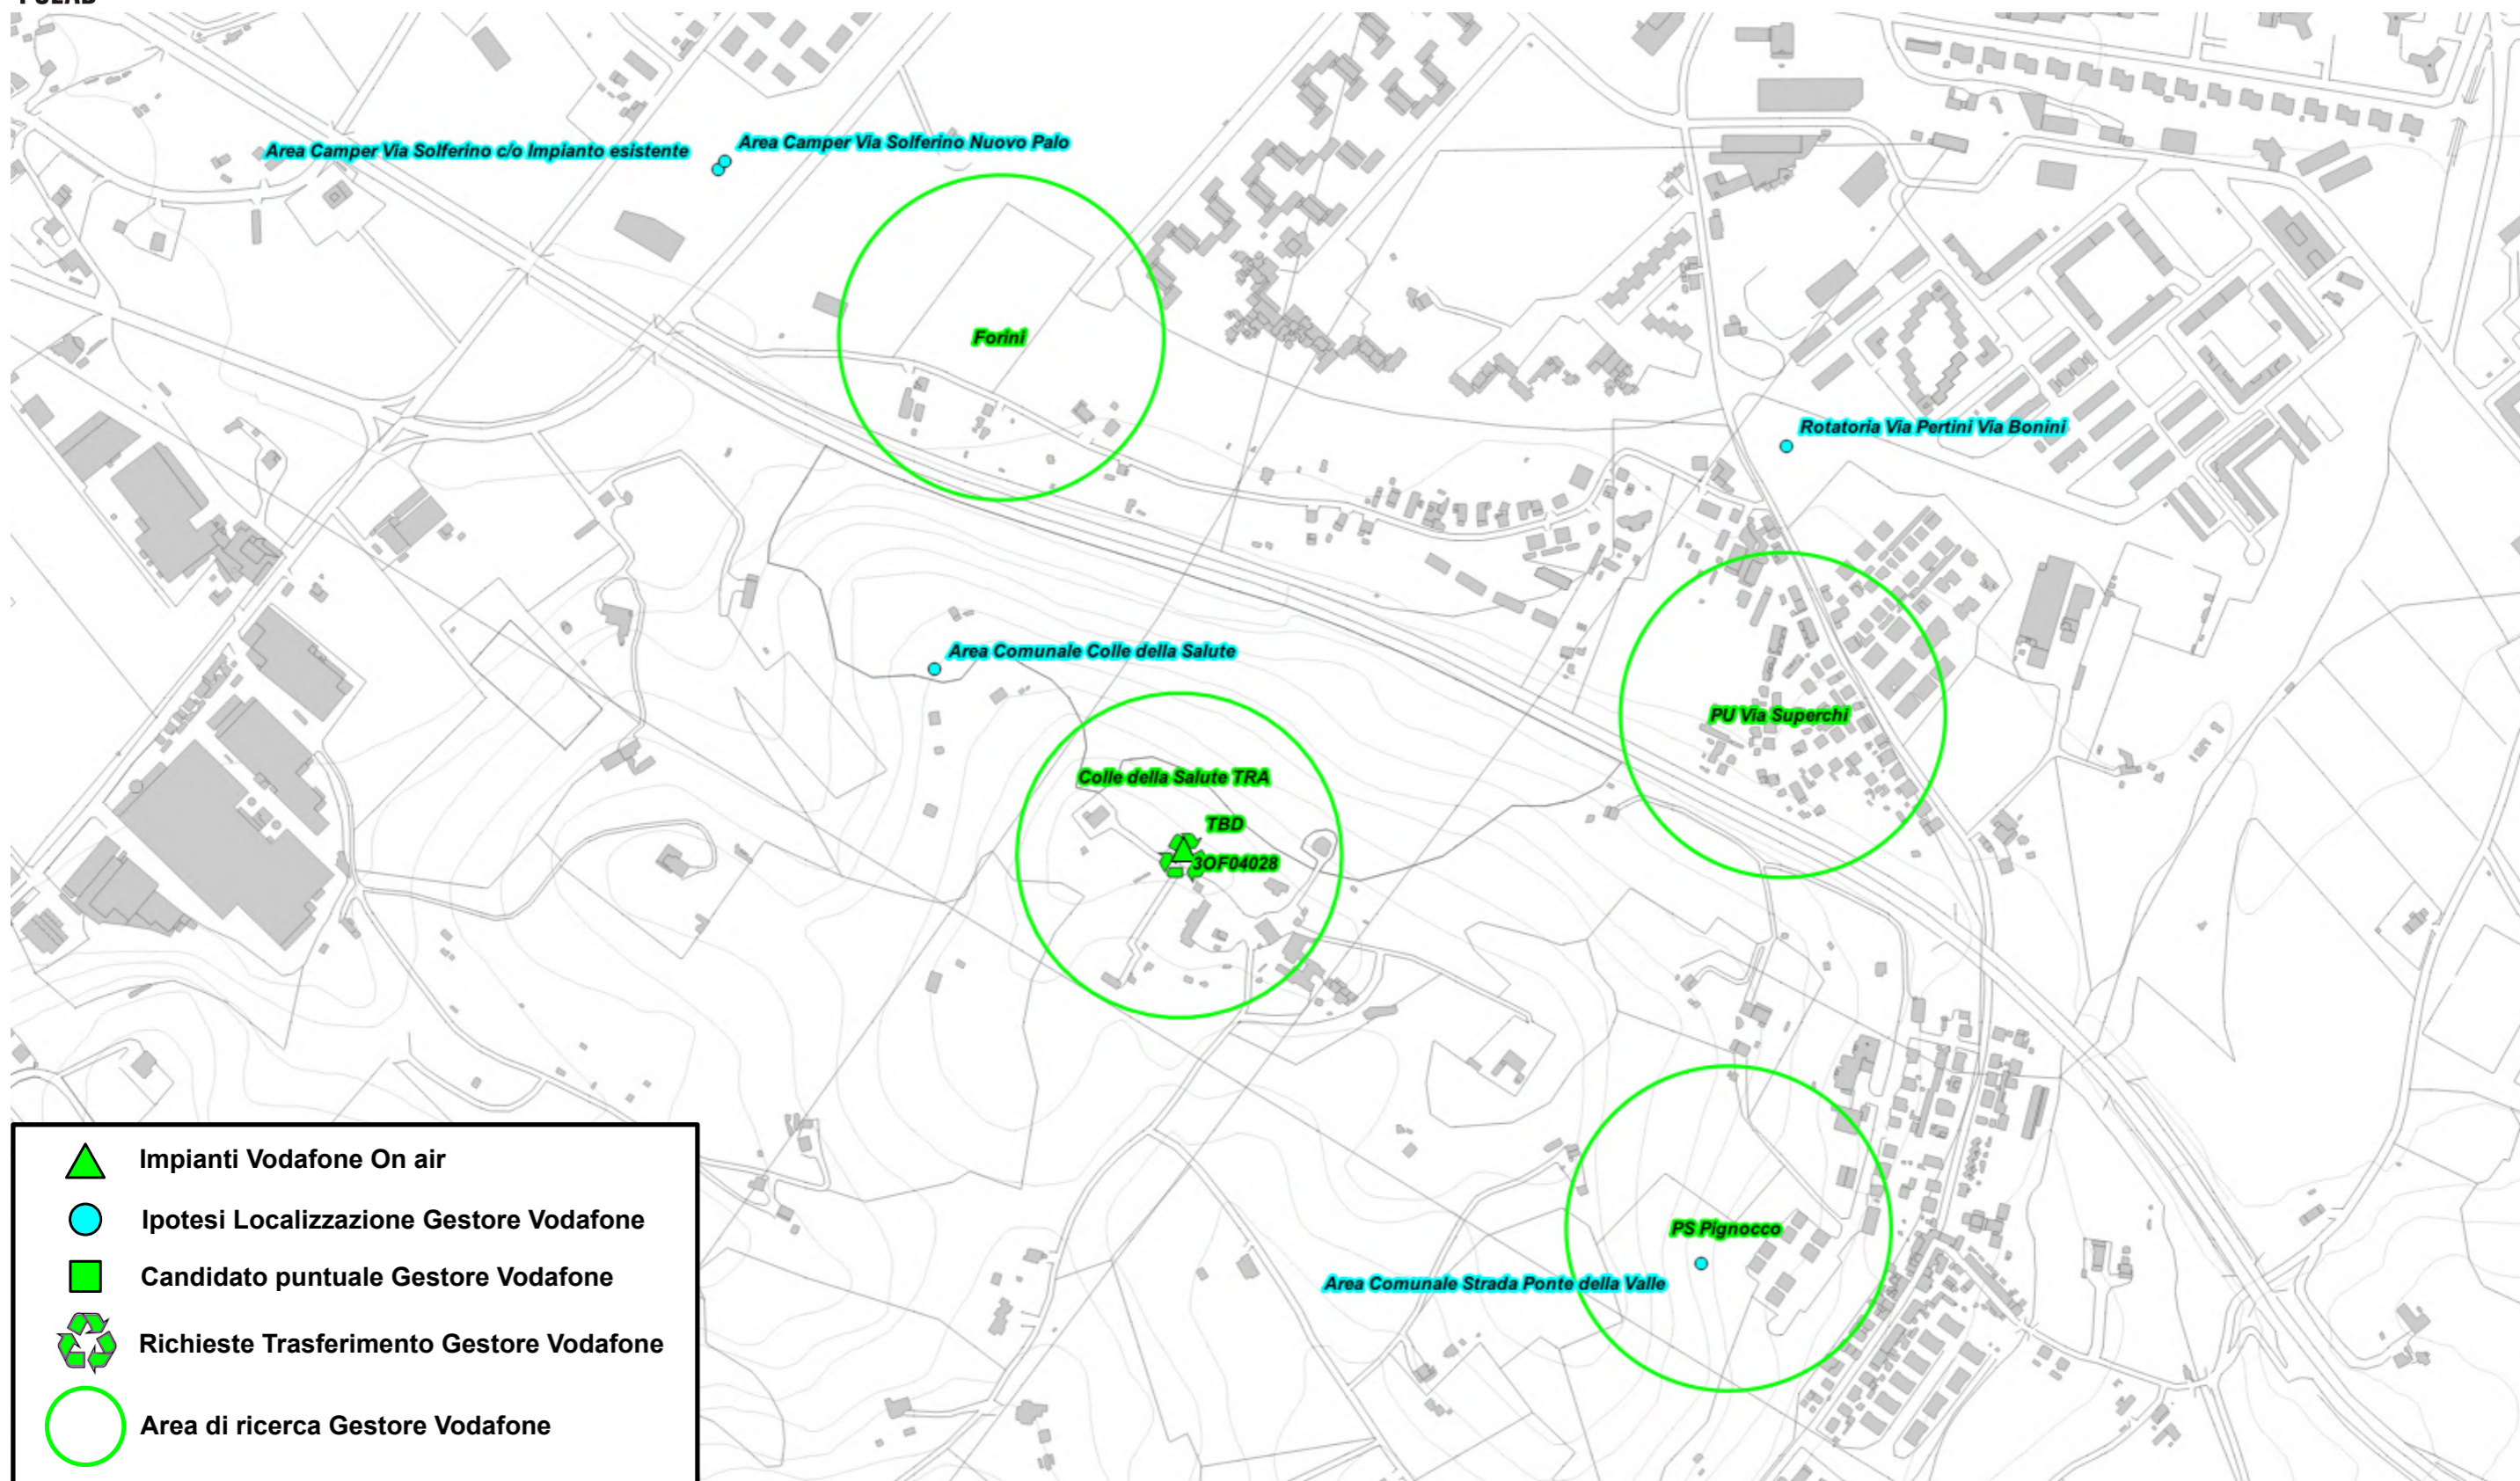 Area Camper Via Solferino c/o Impianto esistente
Area Camper Via Solferino Nuovo Palo
Forini
Rotatoria Via Pertini Via Bonini
Area Comunale Colle della Salute
PU Via Superchi
Colle della Salute TRA
TBD
3OF04028
PS Pignocco
Area Comunale Strada Ponte della Valle
Impianti Vodafone On air
Ipotesi Localizzazione Gestore Vodafone
Candidato puntuale Gestore Vodafone
Richieste Trasferimento Gestore Vodafone
Area di ricerca Gestore Vodafone